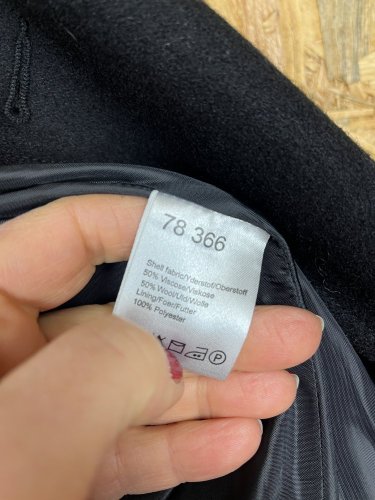 78 366
Shell fabric/Yderstof/Oberstoff
50% Viscose/Viskose
50% Wool/Uld/Wolle
Lining/Foer/Futter
100% Polyester
P